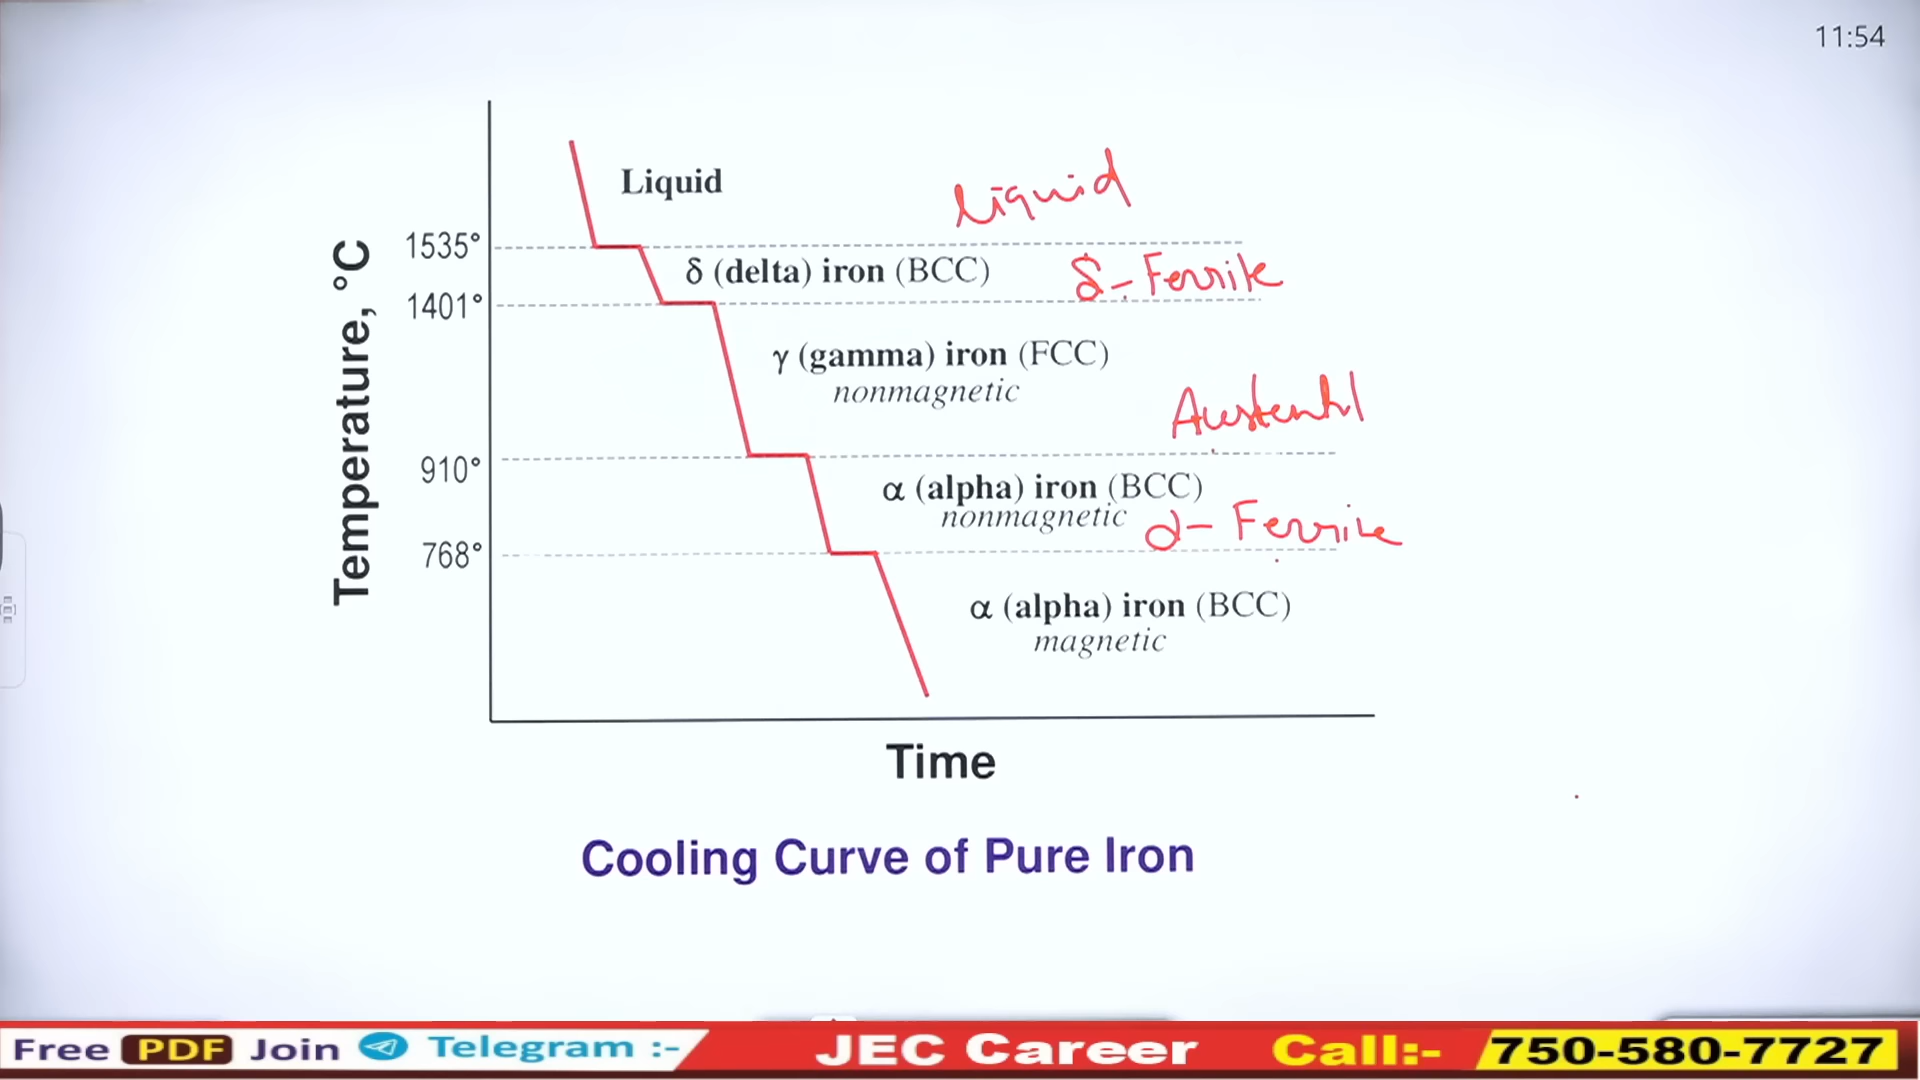 11:54
Liquid
Liquid
1535°
δ (delta) iron (BCC)
δ-Ferrite
1401°
γ (gamma) iron (FCC)
nonmagnetic
910°
α (alpha) iron (BCC)
nonmagnetic
α- Ferrite
768°
α (alpha) iron (BCC)
magnetic
Temperature, °C
Time
Cooling Curve of Pure Iron
Free PDF Join Telegram :- JEC Career Call:- 750-580-7727